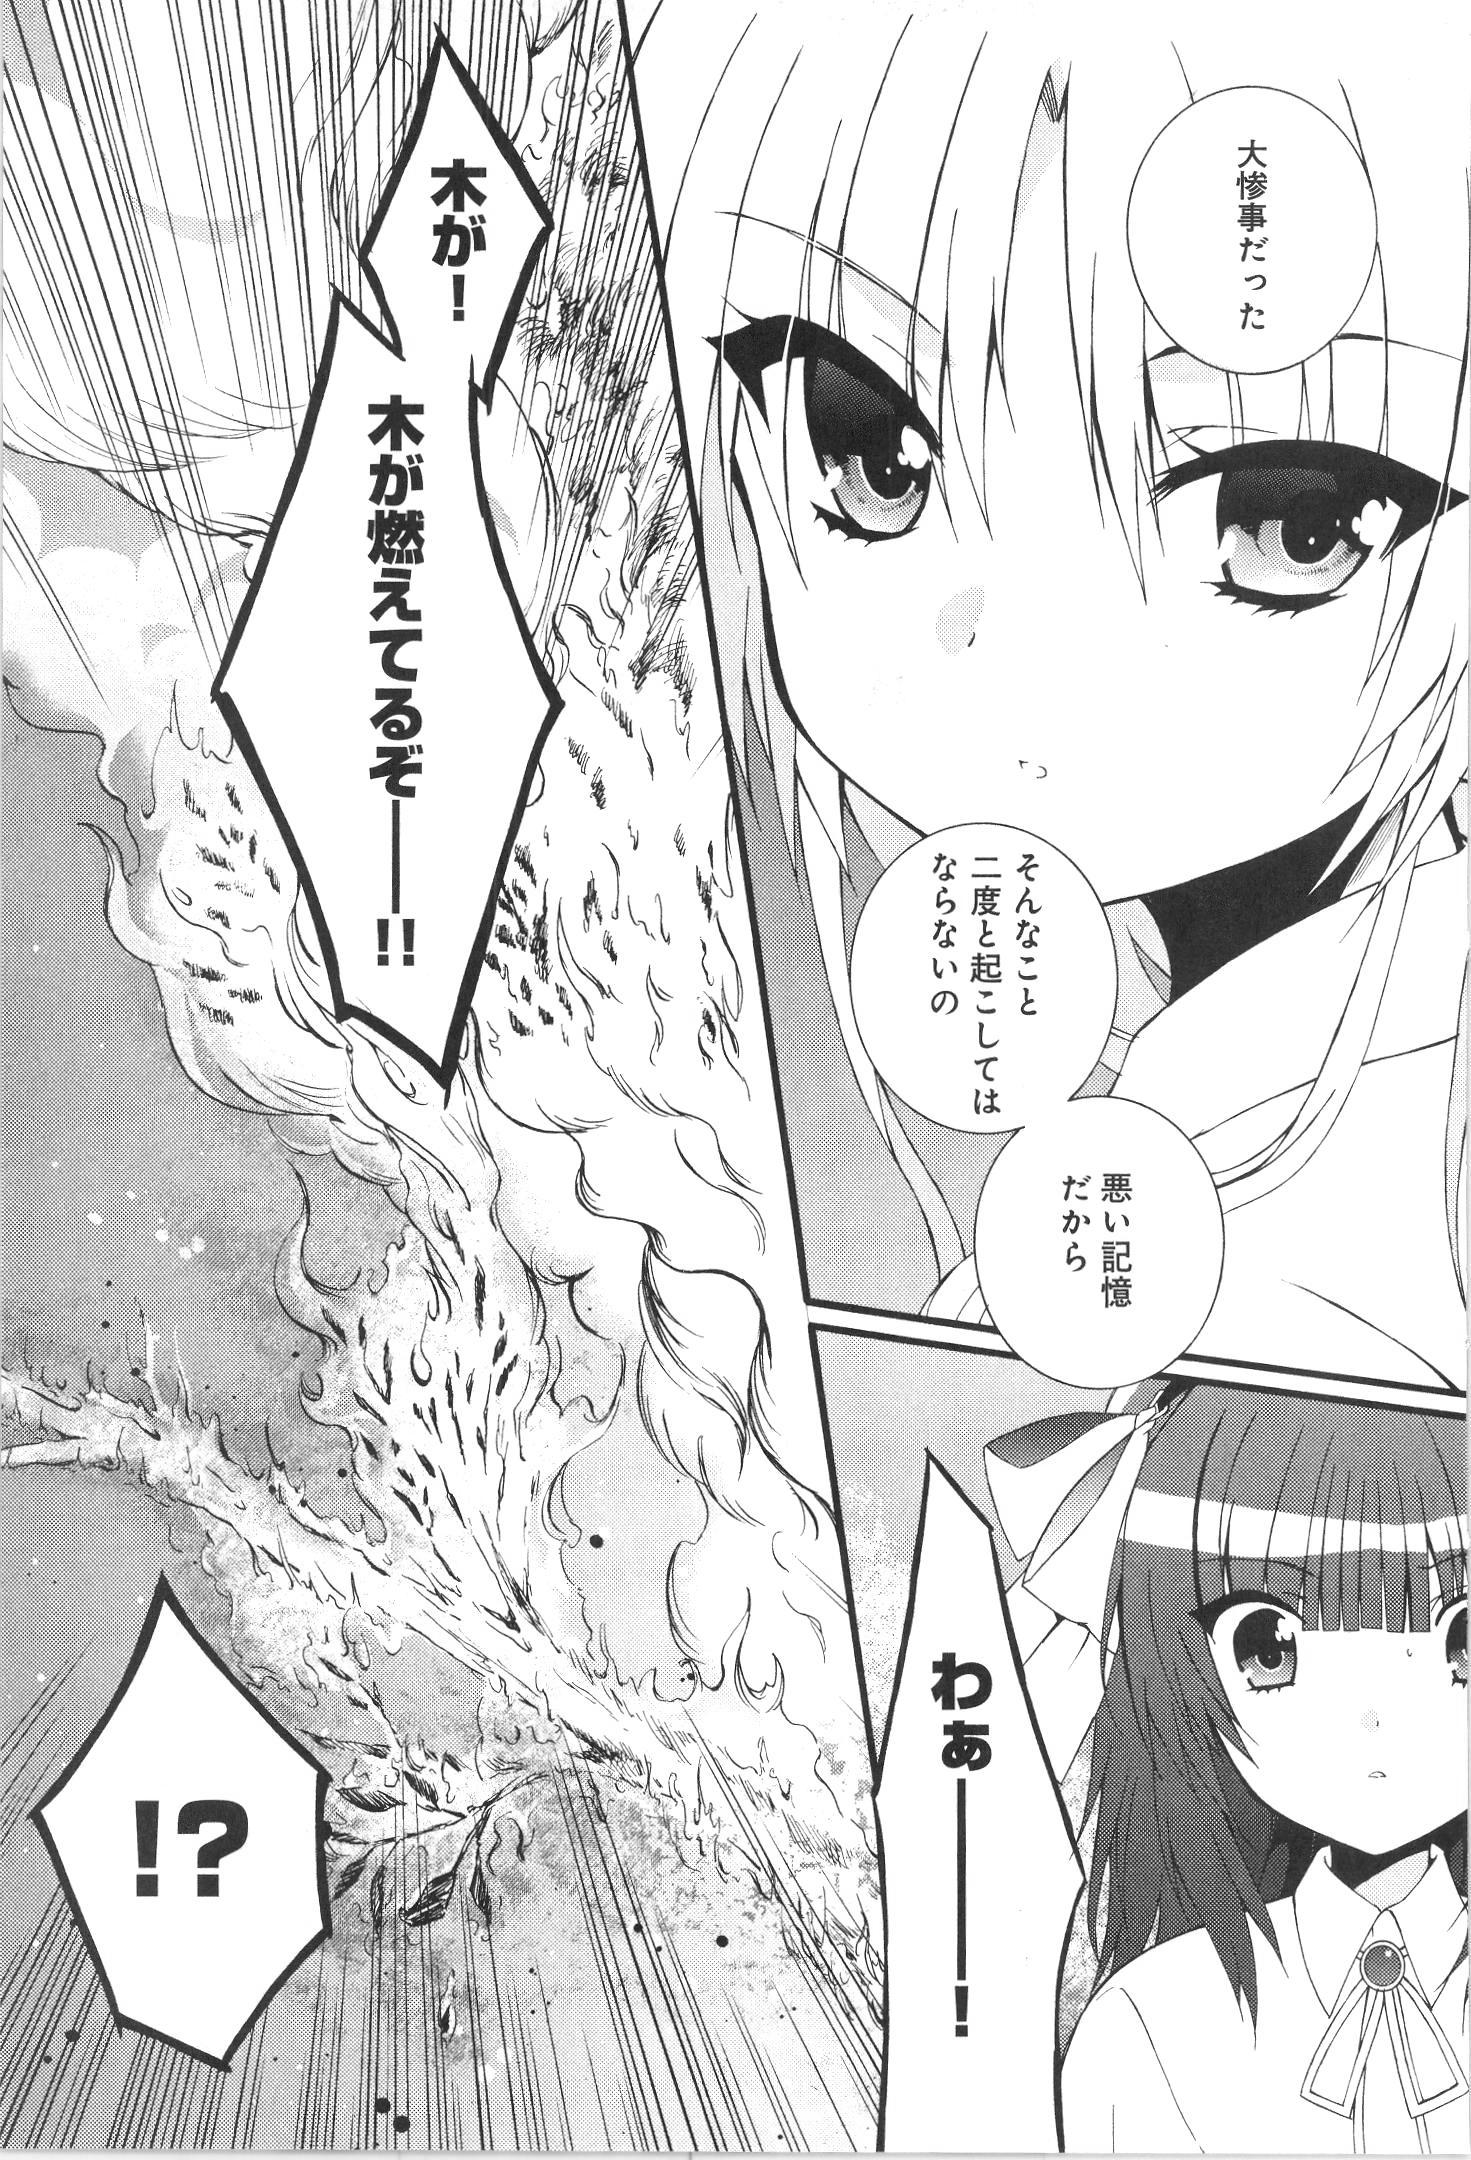 大惨事だった
そんなこと
二度と起こしては
ならないの
悪い記憶
だから
わぁ――!
木が!
木が燃えてるぞ――!!
!?